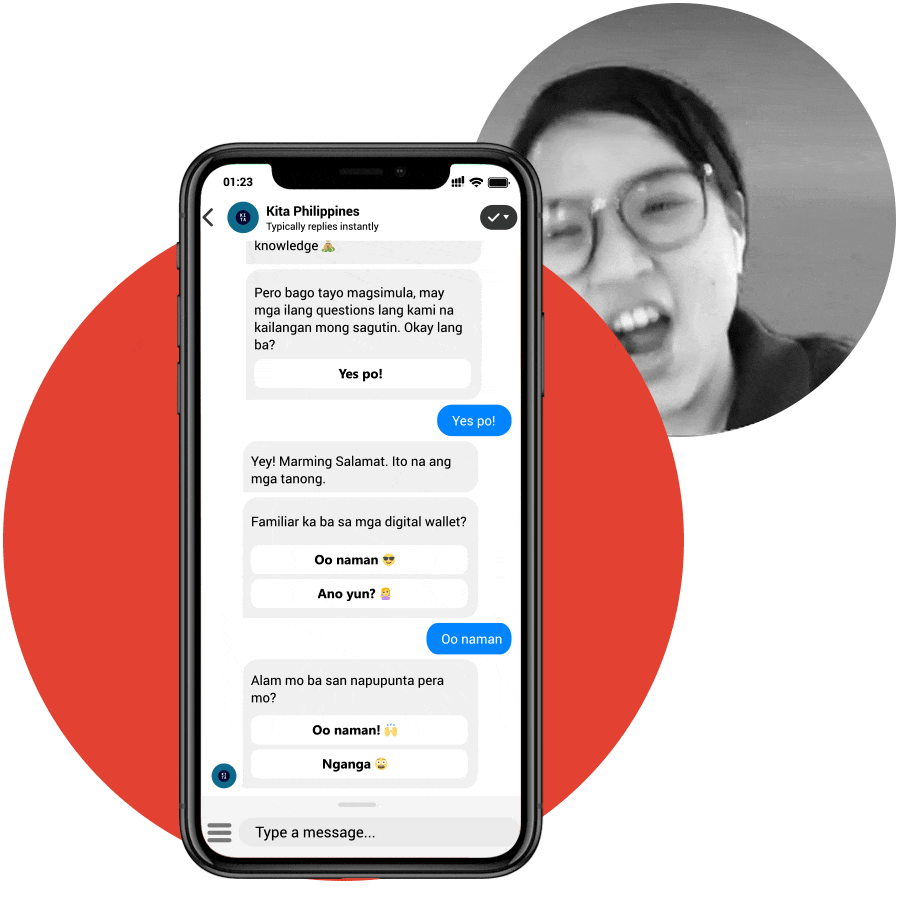 01:23
Kita Philippines
Typically replies instantly
knowledge
Pero bago tayo magsimula, may
mga ilang questions lang kami na
kailangan mong sagutin. Okay lang
ba?
Yes po!
Yes po!
Yey! Marming Salamat. Ito na ang
mga tanong.
Familiar ka ba sa mga digital wallet?
Oo naman 😎
Ano yun? 🤷‍♀️
Oo naman
Alam mo ba san napupunta pera
mo?
Oo naman! 🙌
Nganga 😬
Type a message...